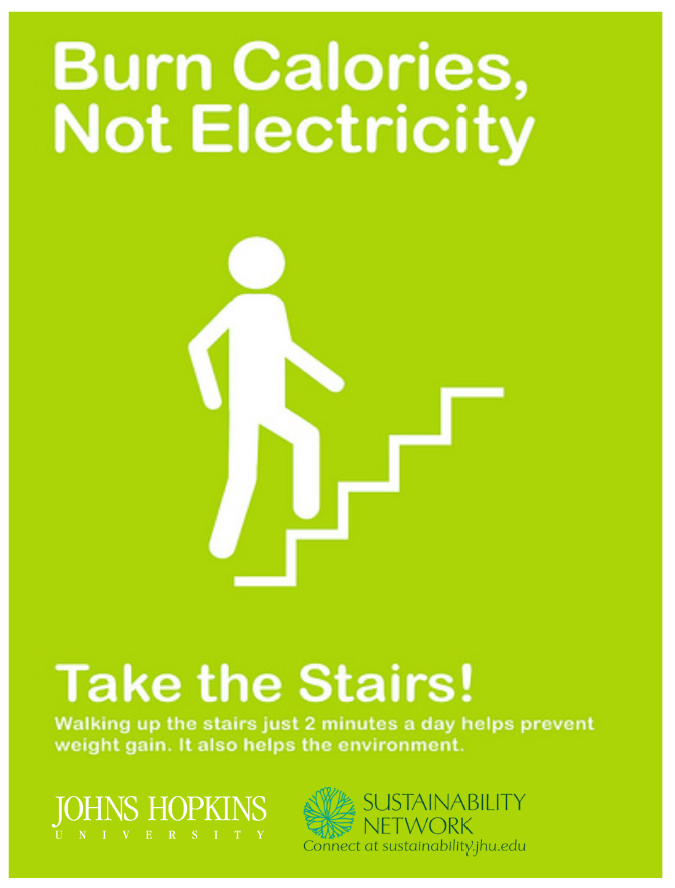 Burn Calories,
Not Electricity
Take the Stairs!
Walking up the stairs just 2 minutes a day helps prevent
weight gain. It also helps the environment.
JOHNS HOPKINS
UNIVERSITY
SUSTAINABILITY
NETWORK
Connect at sustainability.jhu.edu